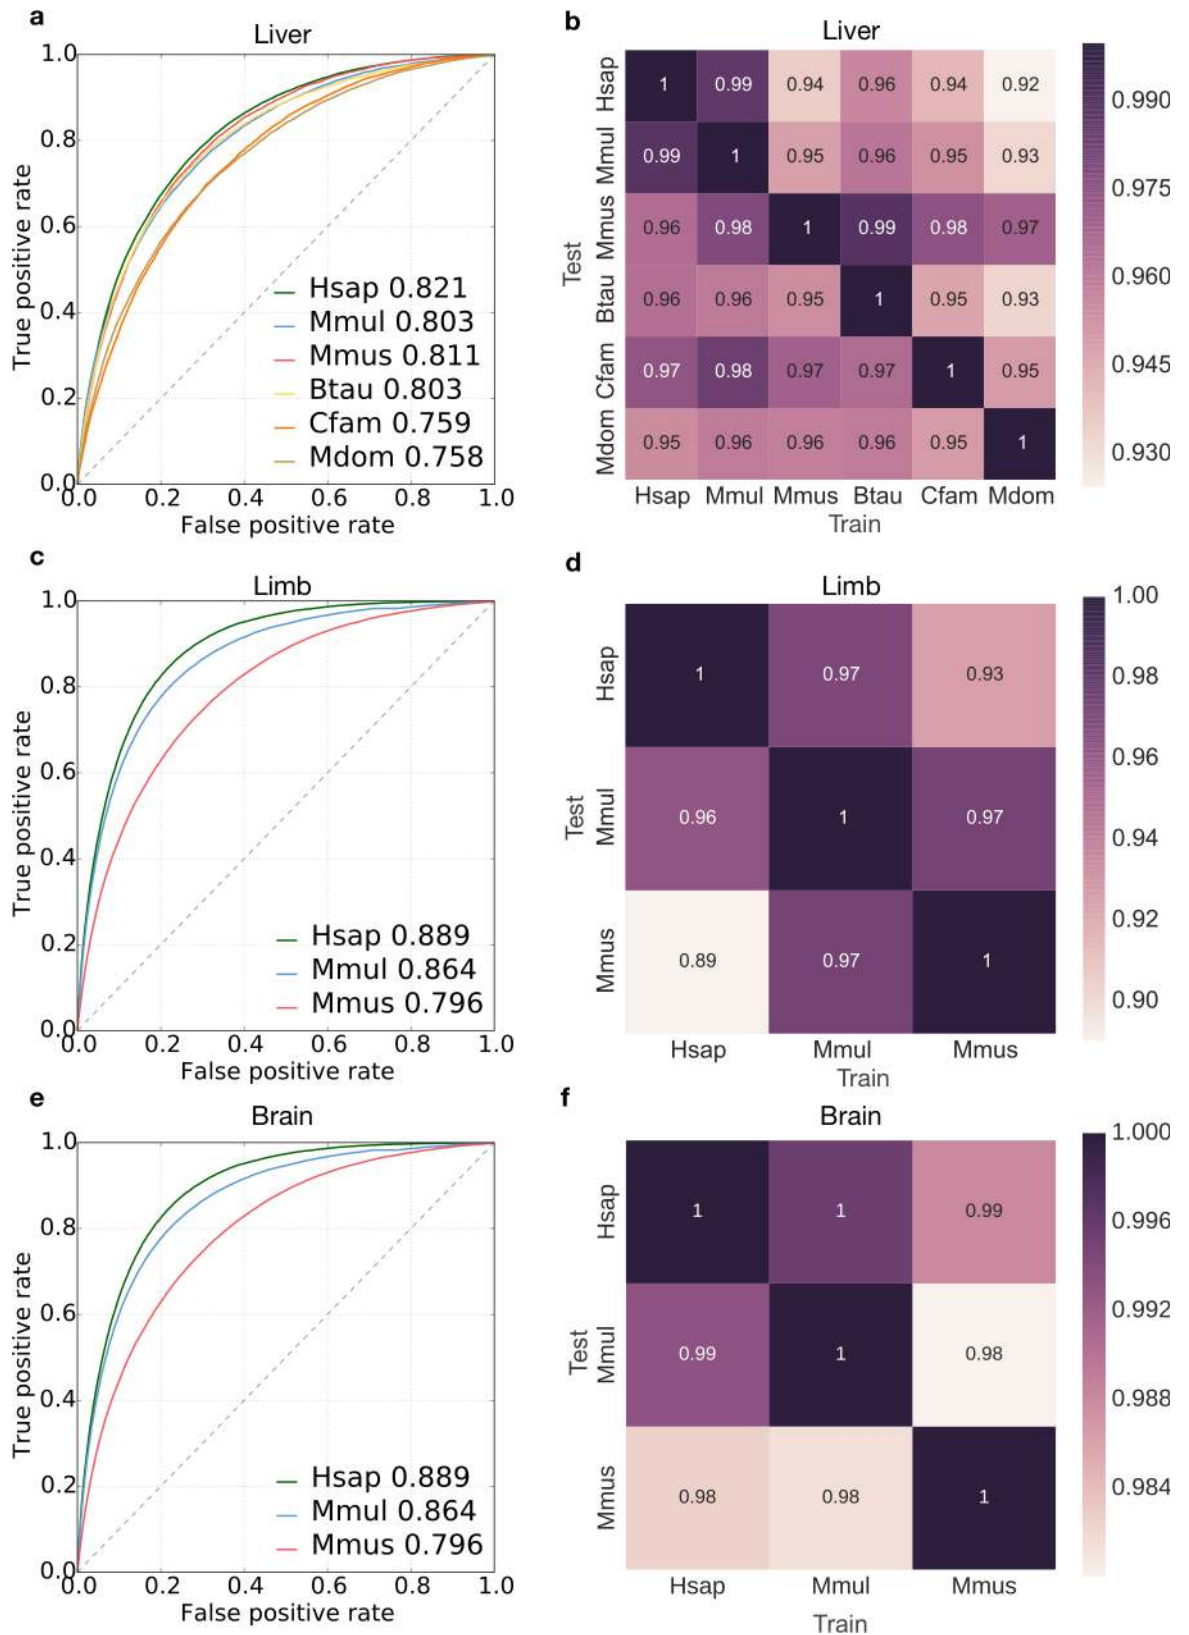 a
Liver
True positive rate
1.0
0.8
0.6
0.4
0.2
0.0
0.0 0.2 0.4 0.6 0.8 1.0
False positive rate
Hsap 0.821
Mmul 0.803
Mmus 0.811
Btau 0.803
Cfam 0.759
Mdom 0.758
b
Liver
Test
Hsap 1 0.99 0.94 0.96 0.94 0.92
Mmul 0.99 1 0.95 0.96 0.95 0.93
Mmus 0.96 0.98 1 0.99 0.98 0.97
Btau 0.96 0.96 0.95 1 0.95 0.93
Cfam 0.97 0.98 0.97 0.97 1 0.95
Mdom 0.95 0.96 0.96 0.96 0.95 1
Hsap Mmul Mmus Btau Cfam Mdom
Train
0.990
0.975
0.960
0.945
0.930
c
Limb
True positive rate
1.0
0.8
0.6
0.4
0.2
0.0
0.0 0.2 0.4 0.6 0.8 1.0
False positive rate
Hsap 0.889
Mmul 0.864
Mmus 0.796
d
Limb
Test
Hsap 1 0.97 0.93
Mmul 0.96 1 0.97
Mmus 0.89 0.97 1
Hsap Mmul Mmus
Train
1.00
0.98
0.96
0.94
0.92
0.90
e
Brain
True positive rate
1.0
0.8
0.6
0.4
0.2
0.0
0.0 0.2 0.4 0.6 0.8 1.0
False positive rate
Hsap 0.889
Mmul 0.864
Mmus 0.796
f
Brain
Test
Hsap 1 1 0.99
Mmul 0.99 1 0.98
Mmus 0.98 0.98 1
Hsap Mmul Mmus
Train
1.000
0.996
0.992
0.988
0.984